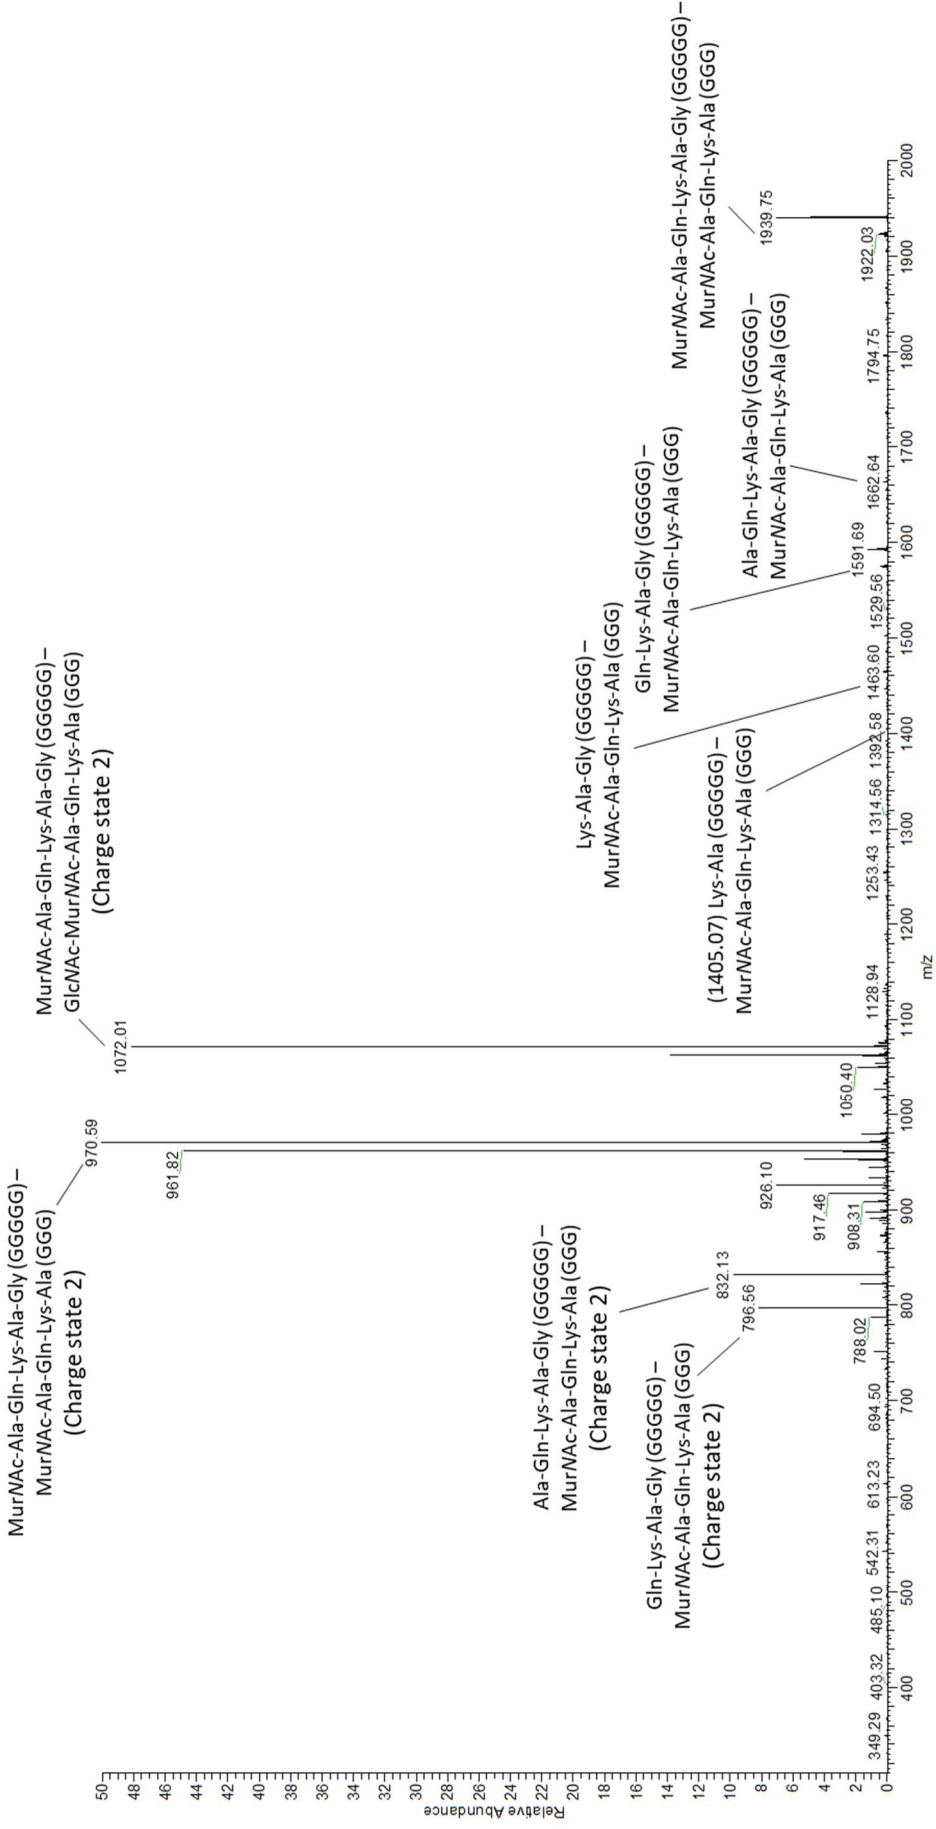 MurNAc-Ala-Gln-Lys-Ala-Gly (GGGGG) –
MurNAc-Ala-Gln-Lys-Ala (GGG)
(Charge state 2)
970.59
961.82
MurNAc-Ala-Gln-Lys-Ala-Gly (GGGGG) –
GlcNAc-MurNAc-Ala-Gln-Lys-Ala (GGG)
(Charge state 2)
1072.01
Ala-Gln-Lys-Ala-Gly (GGGGG) –
MurNAc-Ala-Gln-Lys-Ala (GGG)
(Charge state 2)
832.13
Gln-Lys-Ala-Gly (GGGGG) –
MurNAc-Ala-Gln-Lys-Ala (GGG)
(Charge state 2)
796.56
788.02
926.10
917.46
908.31
1050.40
(1405.07) Lys-Ala (GGGGG) –
MurNAc-Ala-Gln-Lys-Ala (GGG)
Lys-Ala-Gly (GGGGG) –
MurNAc-Ala-Gln-Lys-Ala (GGG)
Gln-Lys-Ala-Gly (GGGGG) –
MurNAc-Ala-Gln-Lys-Ala (GGG)
Ala-Gln-Lys-Ala-Gly (GGGGG) –
MurNAc-Ala-Gln-Lys-Ala (GGG)
MurNAc-Ala-Gln-Lys-Ala-Gly (GGGGG) –
MurNAc-Ala-Gln-Lys-Ala (GGG)
1939.75
349.29 403.32 485.10 542.31 613.23 694.50
1128.94 1253.43 1314.56 1392.58 1463.60 1529.56 1591.69 1662.64 1794.75 1922.03
50
48
46
44
42
40
38
36
34
32
30
28
26
24
22
20
18
16
14
12
10
8
6
4
2
0
Relative Abundance
400 500 600 700 800 900 1000 1100 1200 1300 1400 1500 1600 1700 1800 1900 2000
m/z